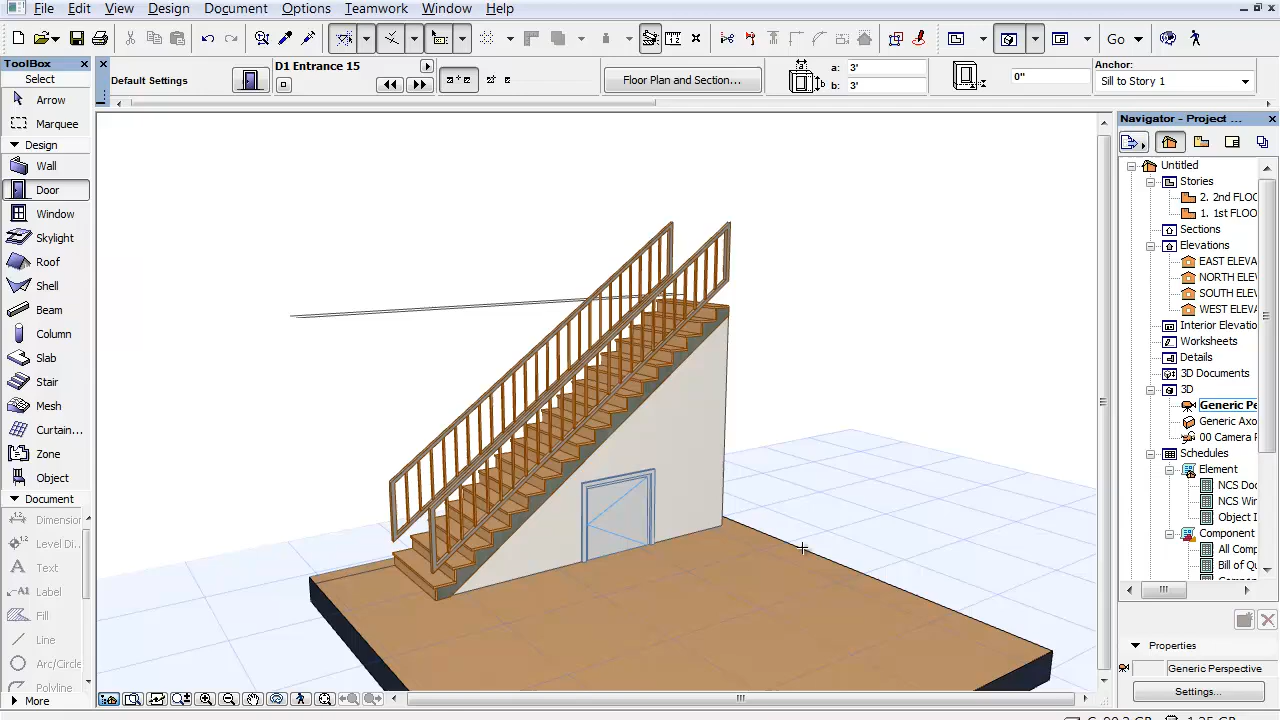 File Edit View Design Document Options Teamwork Window Help
Go
ToolBox
Select
Arrow
Marquee
Design
Wall
Door
Window
Skylight
Roof
Shell
Beam
Column
Slab
Stair
Mesh
Curtain...
Zone
Object
Document
Dimensior
Level Di...
Text
Label
Fill
Line
Arc/Circle
Polyline
More
Default Settings
D1 Entrance 15
Floor Plan and Section...
a: 3'
b: 3'
0"
Anchor:
Sill to Story 1
Navigator - Project ...
Untitled
Stories
2. 2nd FLOO
1. 1st FLOO
Sections
Elevations
EAST ELEVA
NORTH ELEV
SOUTH ELEV
WEST ELEVA
Interior Elevatio
Worksheets
Details
3D Documents
3D
Generic Pe
Generic Axo
00 Camera F
Schedules
Element
NCS Doo
NCS Win
Object I
Component
All Comp
Bill of Qu
Properties
Generic Perspective
Settings...